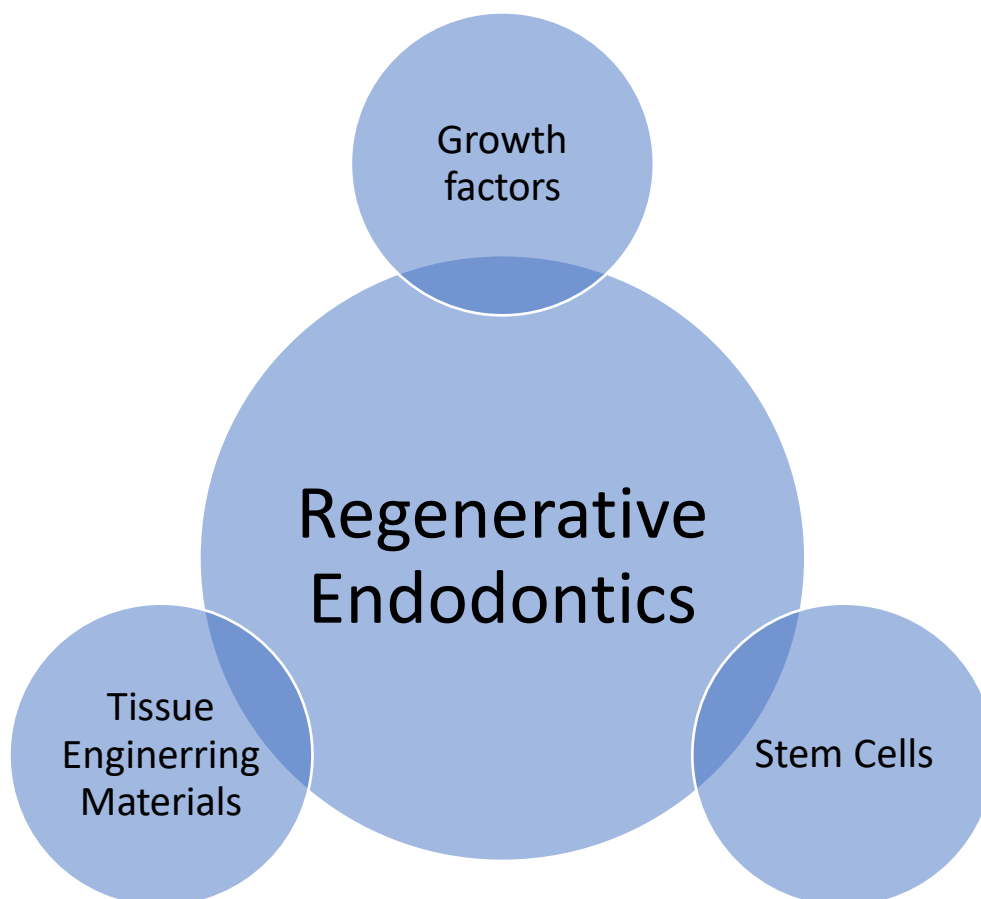 Growth
factors
Regenerative
Endodontics
Tissue
Enginerring
Materials
Stem Cells